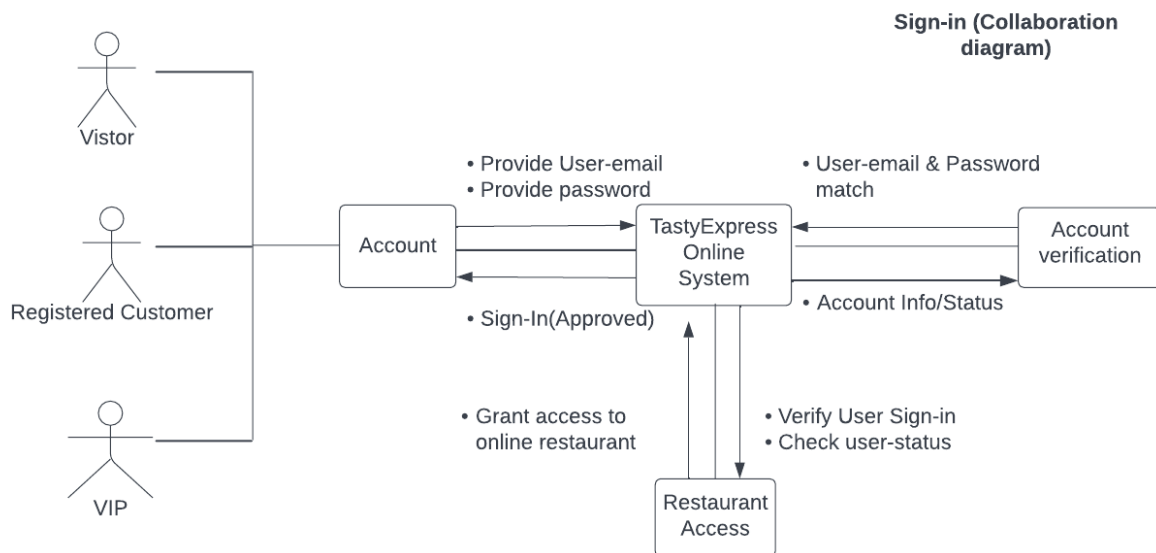 Sign-in (Collaboration
diagram)
Vistor
• Provide User-email
• Provide password
• User-email & Password
match
Account
TastyExpress
Online
System
Account
verification
Registered Customer
• Sign-In(Approved)
• Account Info/Status
• Grant access to
online restaurant
• Verify User Sign-in
• Check user-status
VIP
Restaurant
Access